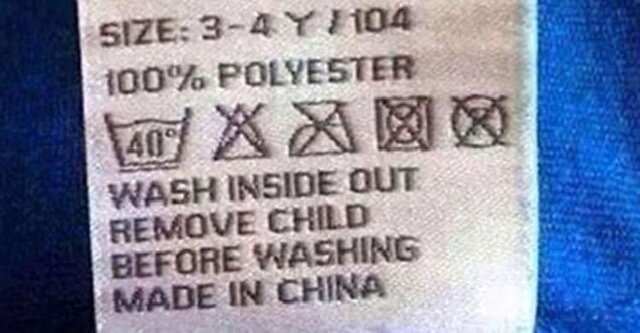 SIZE: 3-4 Y / 104
100% POLYESTER
40°
WASH INSIDE OUT
REMOVE CHILD
BEFORE WASHING
MADE IN CHINA